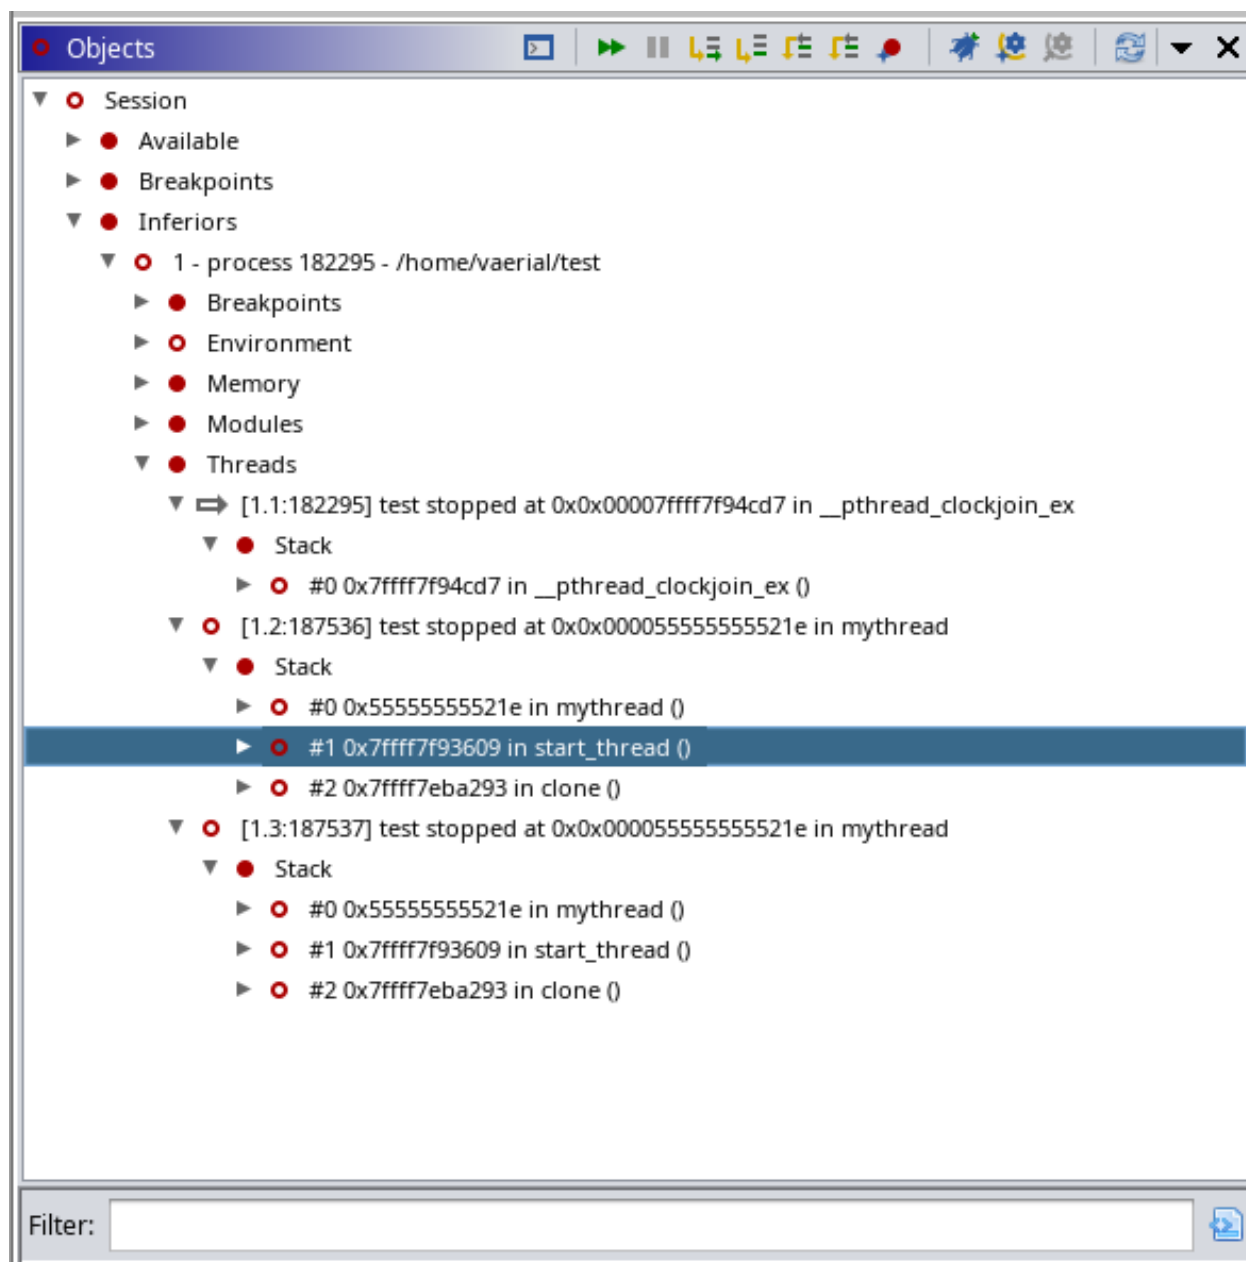 Objects
Session
Available
Breakpoints
Inferiors
1 - process 182295 - /home/vaerial/test
Breakpoints
Environment
Memory
Modules
Threads
[1.1:182295] test stopped at 0x0x00007ffff7f94cd7 in __pthread_clockjoin_ex
Stack
#0 0x7ffff7f94cd7 in __pthread_clockjoin_ex ()
[1.2:187536] test stopped at 0x0x000055555555521e in mythread
Stack
#0 0x55555555521e in mythread ()
#1 0x7ffff7f93609 in start_thread ()
#2 0x7ffff7eba293 in clone ()
[1.3:187537] test stopped at 0x0x000055555555521e in mythread
Stack
#0 0x55555555521e in mythread ()
#1 0x7ffff7f93609 in start_thread ()
#2 0x7ffff7eba293 in clone ()
Filter: